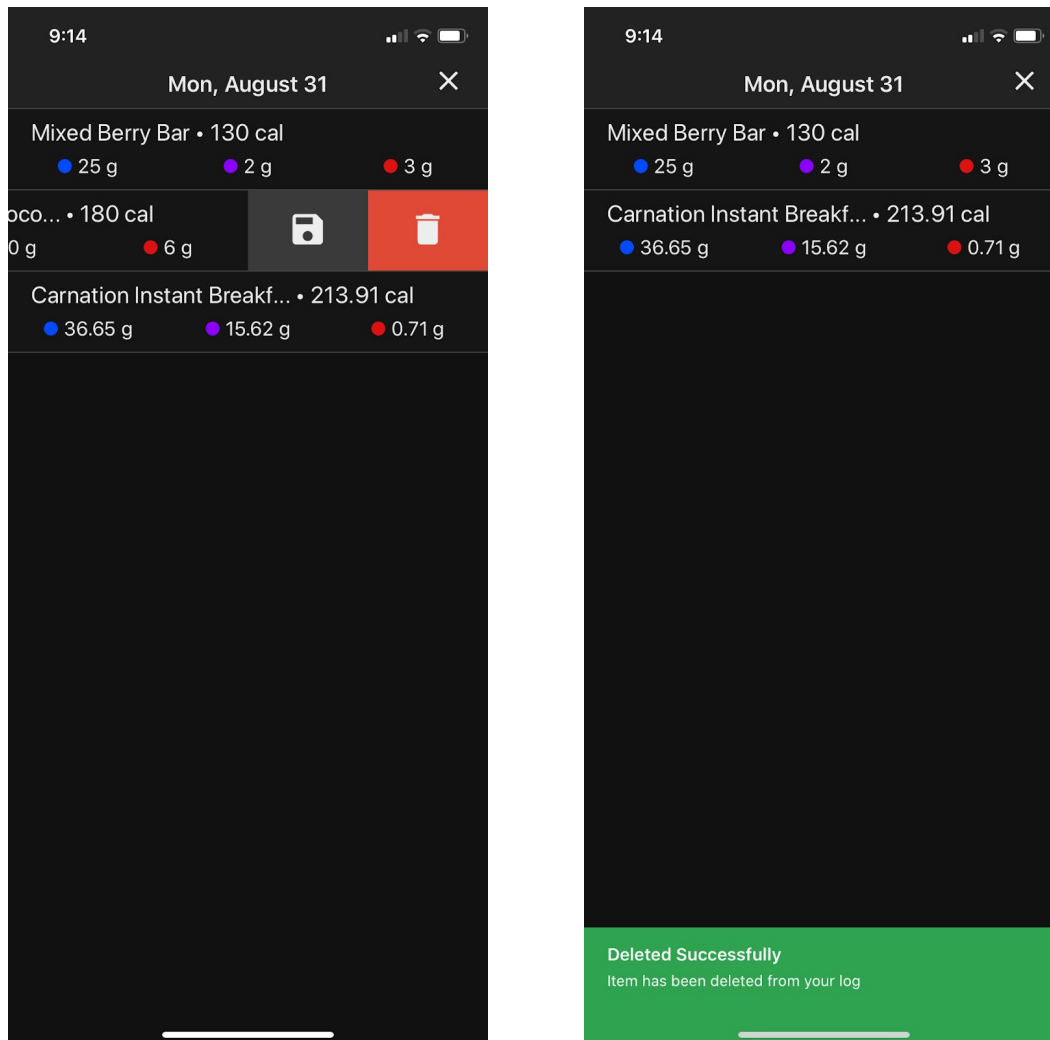 9:14
Mon, August 31
Mixed Berry Bar • 130 cal
25 g 2 g 3 g
oco... • 180 cal
0 g 6 g
Carnation Instant Breakf... • 213.91 cal
36.65 g 15.62 g 0.71 g
9:14
Mon, August 31
Mixed Berry Bar • 130 cal
25 g 2 g 3 g
Carnation Instant Breakf... • 213.91 cal
36.65 g 15.62 g 0.71 g
Deleted Successfully
Item has been deleted from your log